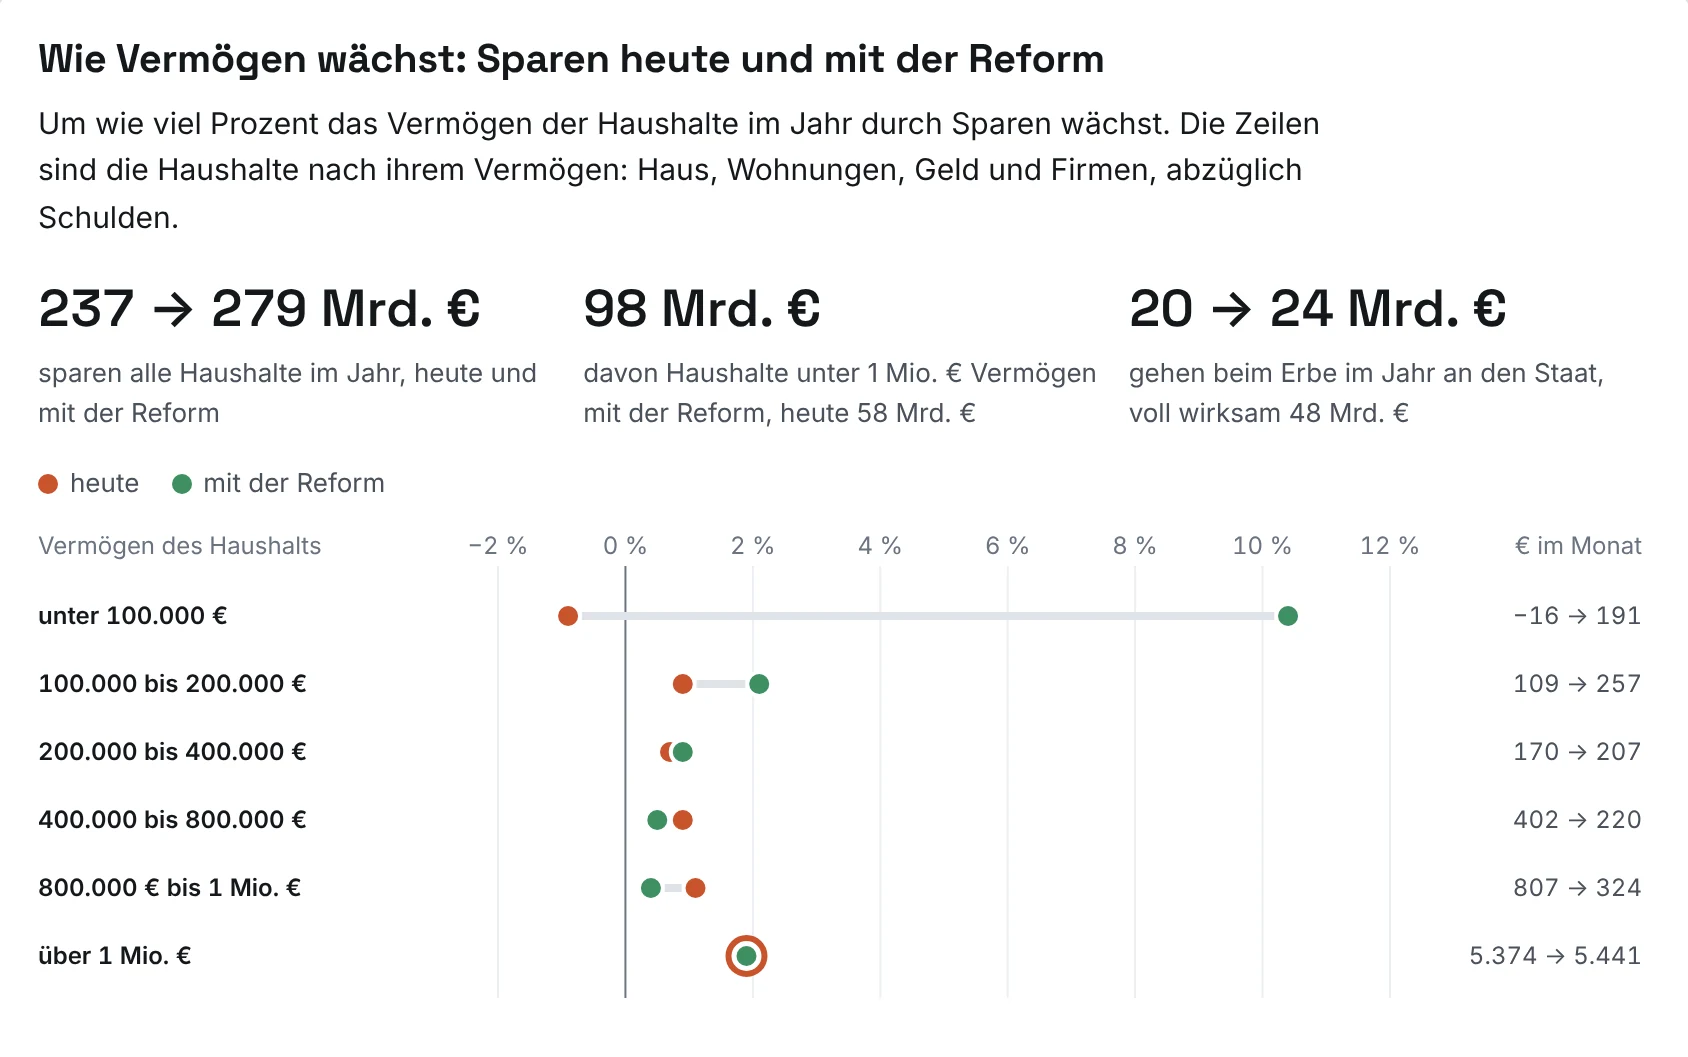 Wie Vermögen wächst: Sparen heute und mit der Reform
Um wie viel Prozent das Vermögen der Haushalte im Jahr durch Sparen wächst. Die Zeilen
sind die Haushalte nach ihrem Vermögen: Haus, Wohnungen, Geld und Firmen, abzüglich
Schulden.
237 → 279 Mrd. €
sparen alle Haushalte im Jahr, heute und
mit der Reform
98 Mrd. €
davon Haushalte unter 1 Mio. € Vermögen
mit der Reform, heute 58 Mrd. €
20 → 24 Mrd. €
gehen beim Erbe im Jahr an den Staat,
voll wirksam 48 Mrd. €
heute mit der Reform
Vermögen des Haushalts −2 % 0 % 2 % 4 % 6 % 8 % 10 % 12 % € im Monat
unter 100.000 € −16 → 191
100.000 bis 200.000 € 109 → 257
200.000 bis 400.000 € 170 → 207
400.000 bis 800.000 € 402 → 220
800.000 € bis 1 Mio. € 807 → 324
über 1 Mio. € 5.374 → 5.441